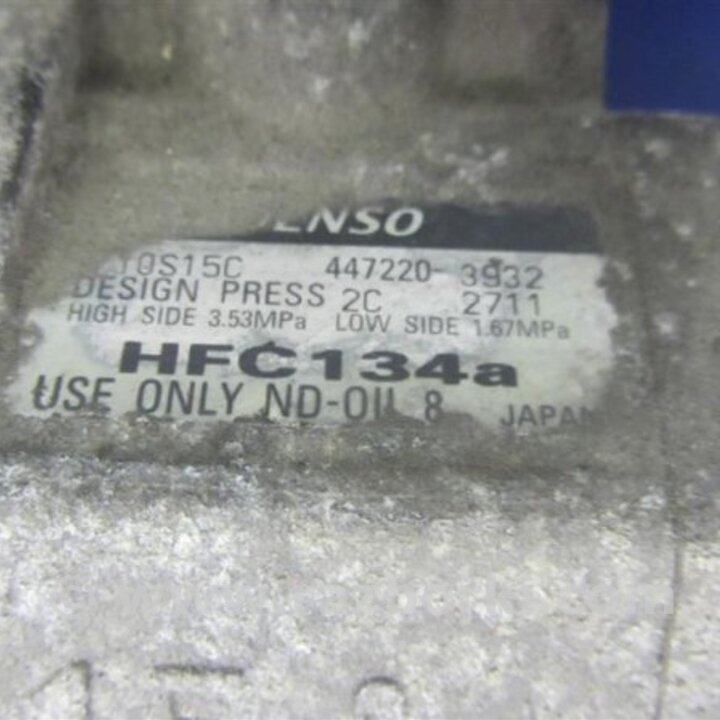 DENSO
10S15C 447220-3932
DESIGN PRESS 2C 2711
HIGH SIDE 3.53MPa LOW SIDE 1.67MPa
HFC134a
USE ONLY ND-OIL 8 JAPAN